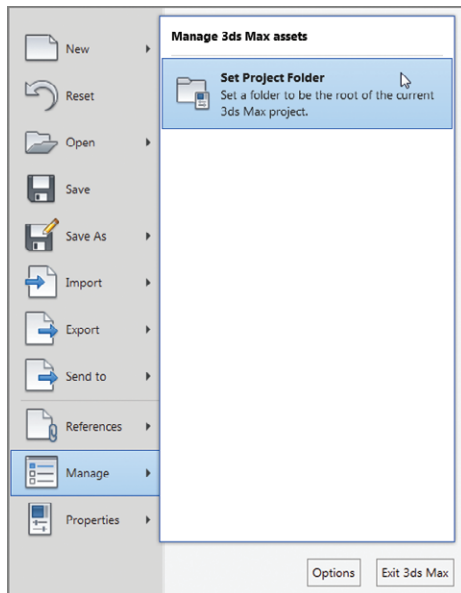 New
Reset
Open
Save
Save As
Import
Export
Send to
References
Manage
Properties
Manage 3ds Max assets
Set Project Folder
Set a folder to be the root of the current
3ds Max project.
Options
Exit 3ds Max